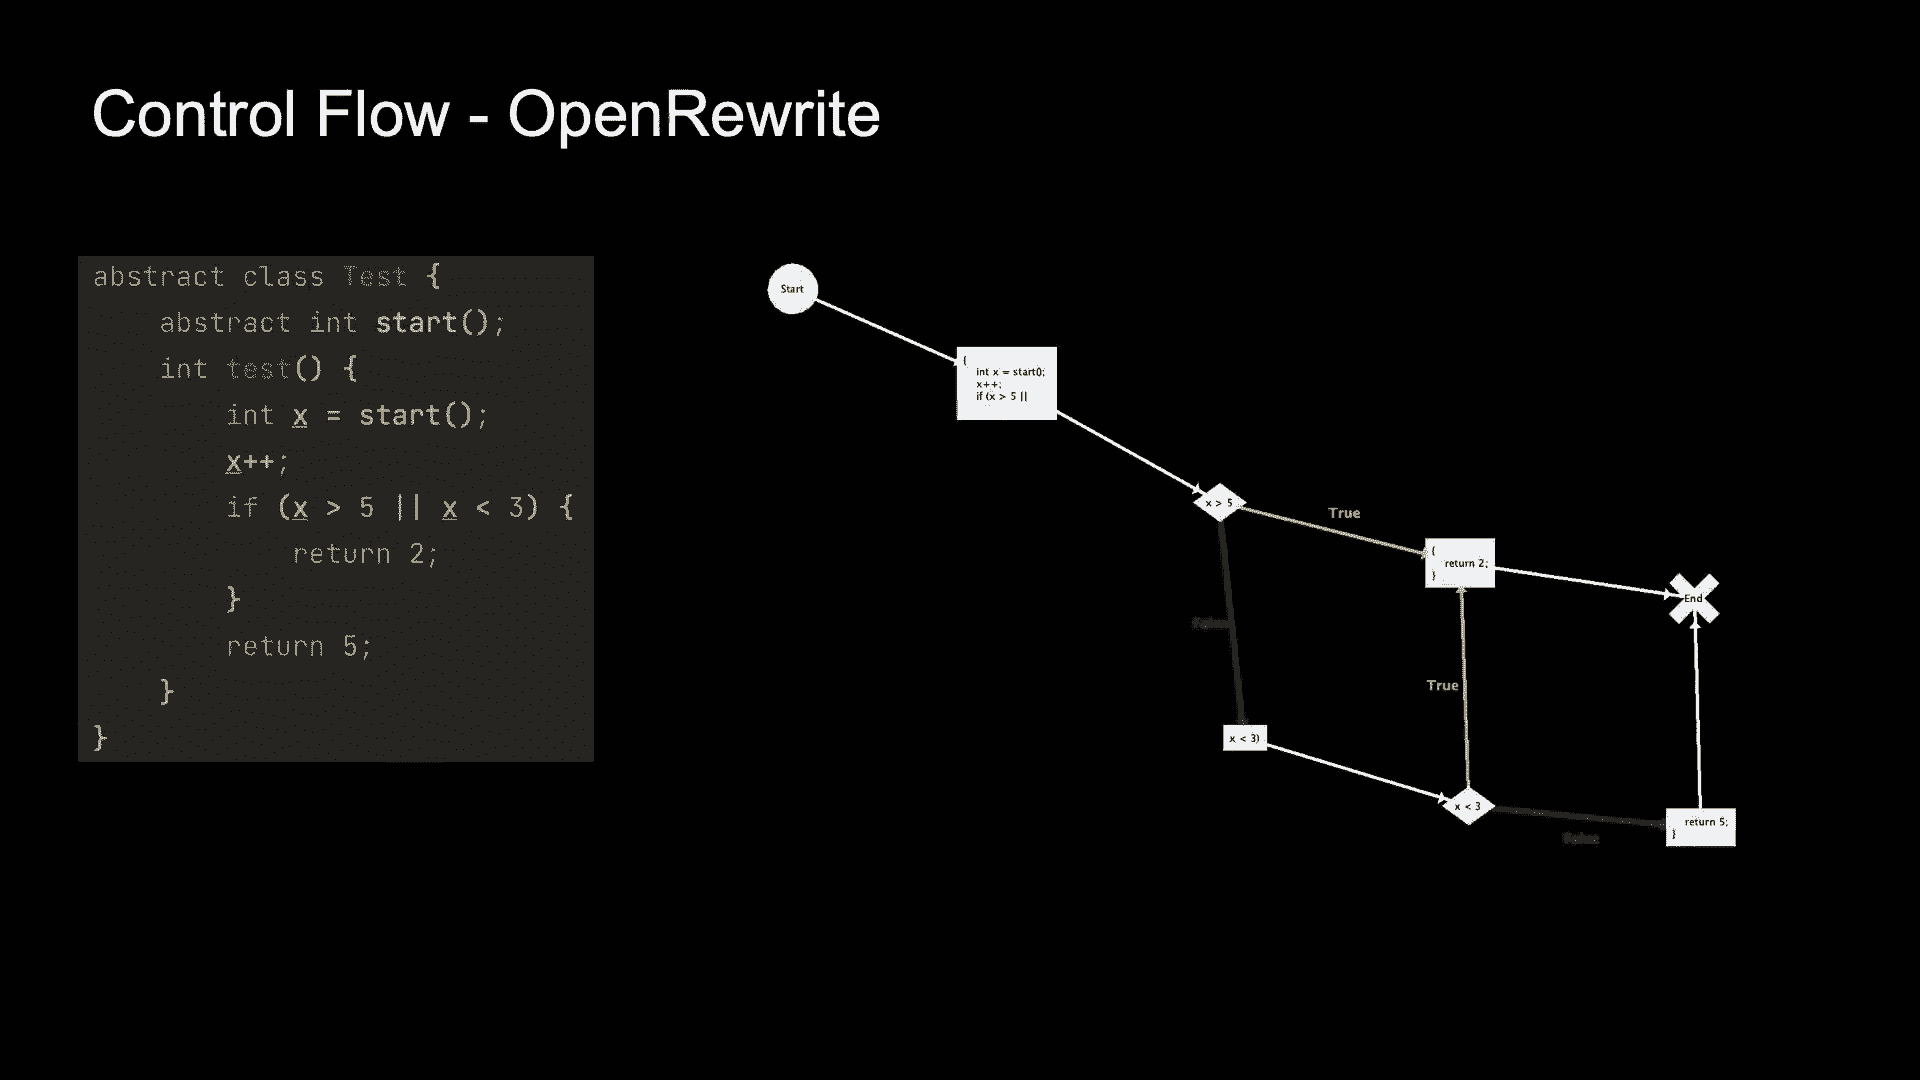 Control Flow - OpenRewrite
abstract class Test {
abstract int start();
int test() {
int x = start();
x++;
if (x > 5 || x < 3) {
return 2;
}
return 5;
}
}
Start
{
int x = start();
x++;
if (x > 5 ||
x > 5
True
{
return 2;
}
End
False
True
x < 3)
x < 3
False
return 5;
}